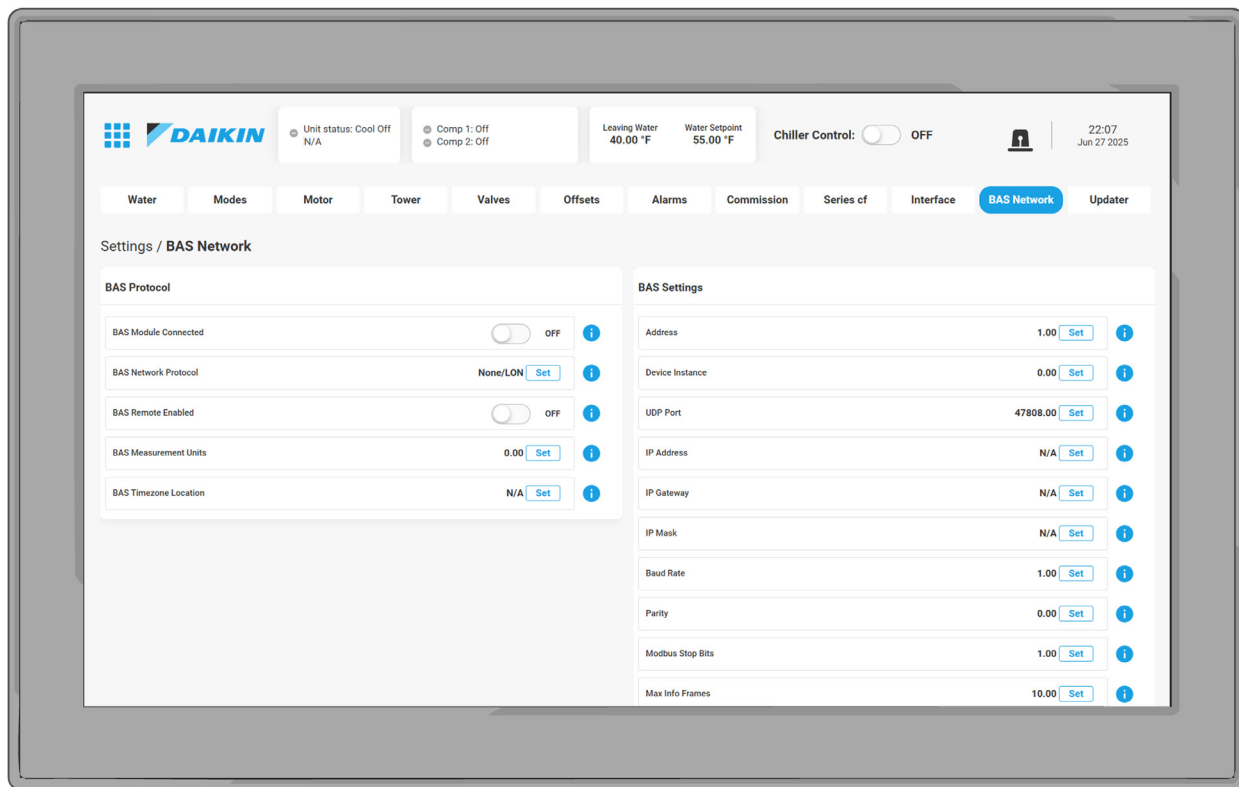 DAIKIN
Unit status: Cool Off
N/A
Comp 1: Off
Comp 2: Off
Leaving Water
40.00 °F
Water Setpoint
55.00 °F
Chiller Control: OFF
22:07
Jun 27 2025
Water Modes Motor Tower Valves Offsets Alarms Commission Series cf Interface BAS Network Updater
Settings / BAS Network
BAS Protocol
BAS Module Connected OFF i
BAS Network Protocol None/LON Set i
BAS Remote Enabled OFF i
BAS Measurement Units 0.00 Set i
BAS Timezone Location N/A Set i
BAS Settings
Address 1.00 Set i
Device Instance 0.00 Set i
UDP Port 47808.00 Set i
IP Address N/A Set i
IP Gateway N/A Set i
IP Mask N/A Set i
Baud Rate 1.00 Set i
Parity 0.00 Set i
Modbus Stop Bits 1.00 Set i
Max Info Frames 10.00 Set i